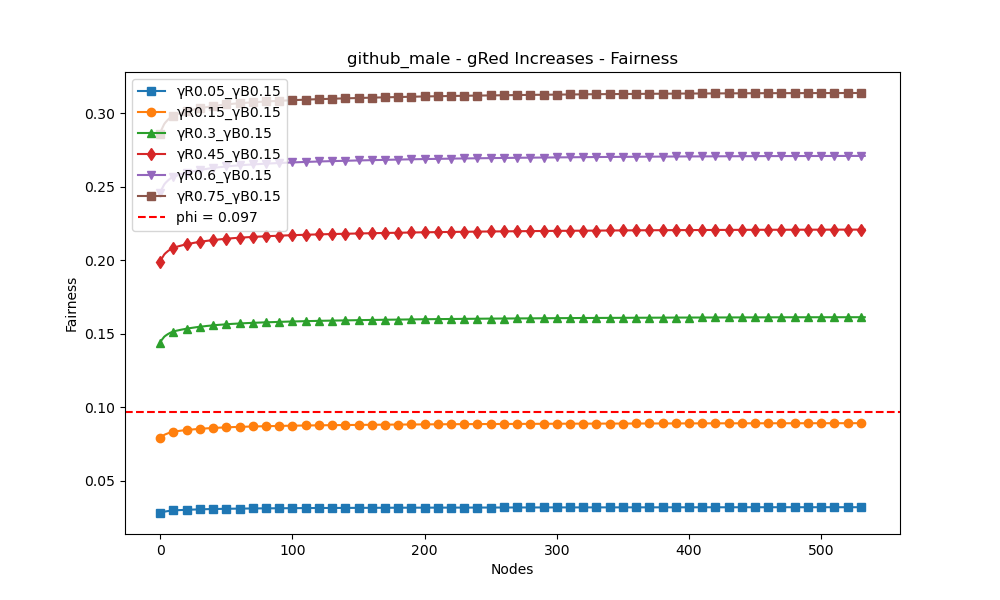 github_male - gRed Increases - Fairness
γR0.05_γB0.15
γR0.15_γB0.15
γR0.3_γB0.15
γR0.45_γB0.15
γR0.6_γB0.15
γR0.75_γB0.15
phi = 0.097
Fairness
0.30
0.25
0.20
0.15
0.10
0.05
0 100 200 300 400 500
Nodes